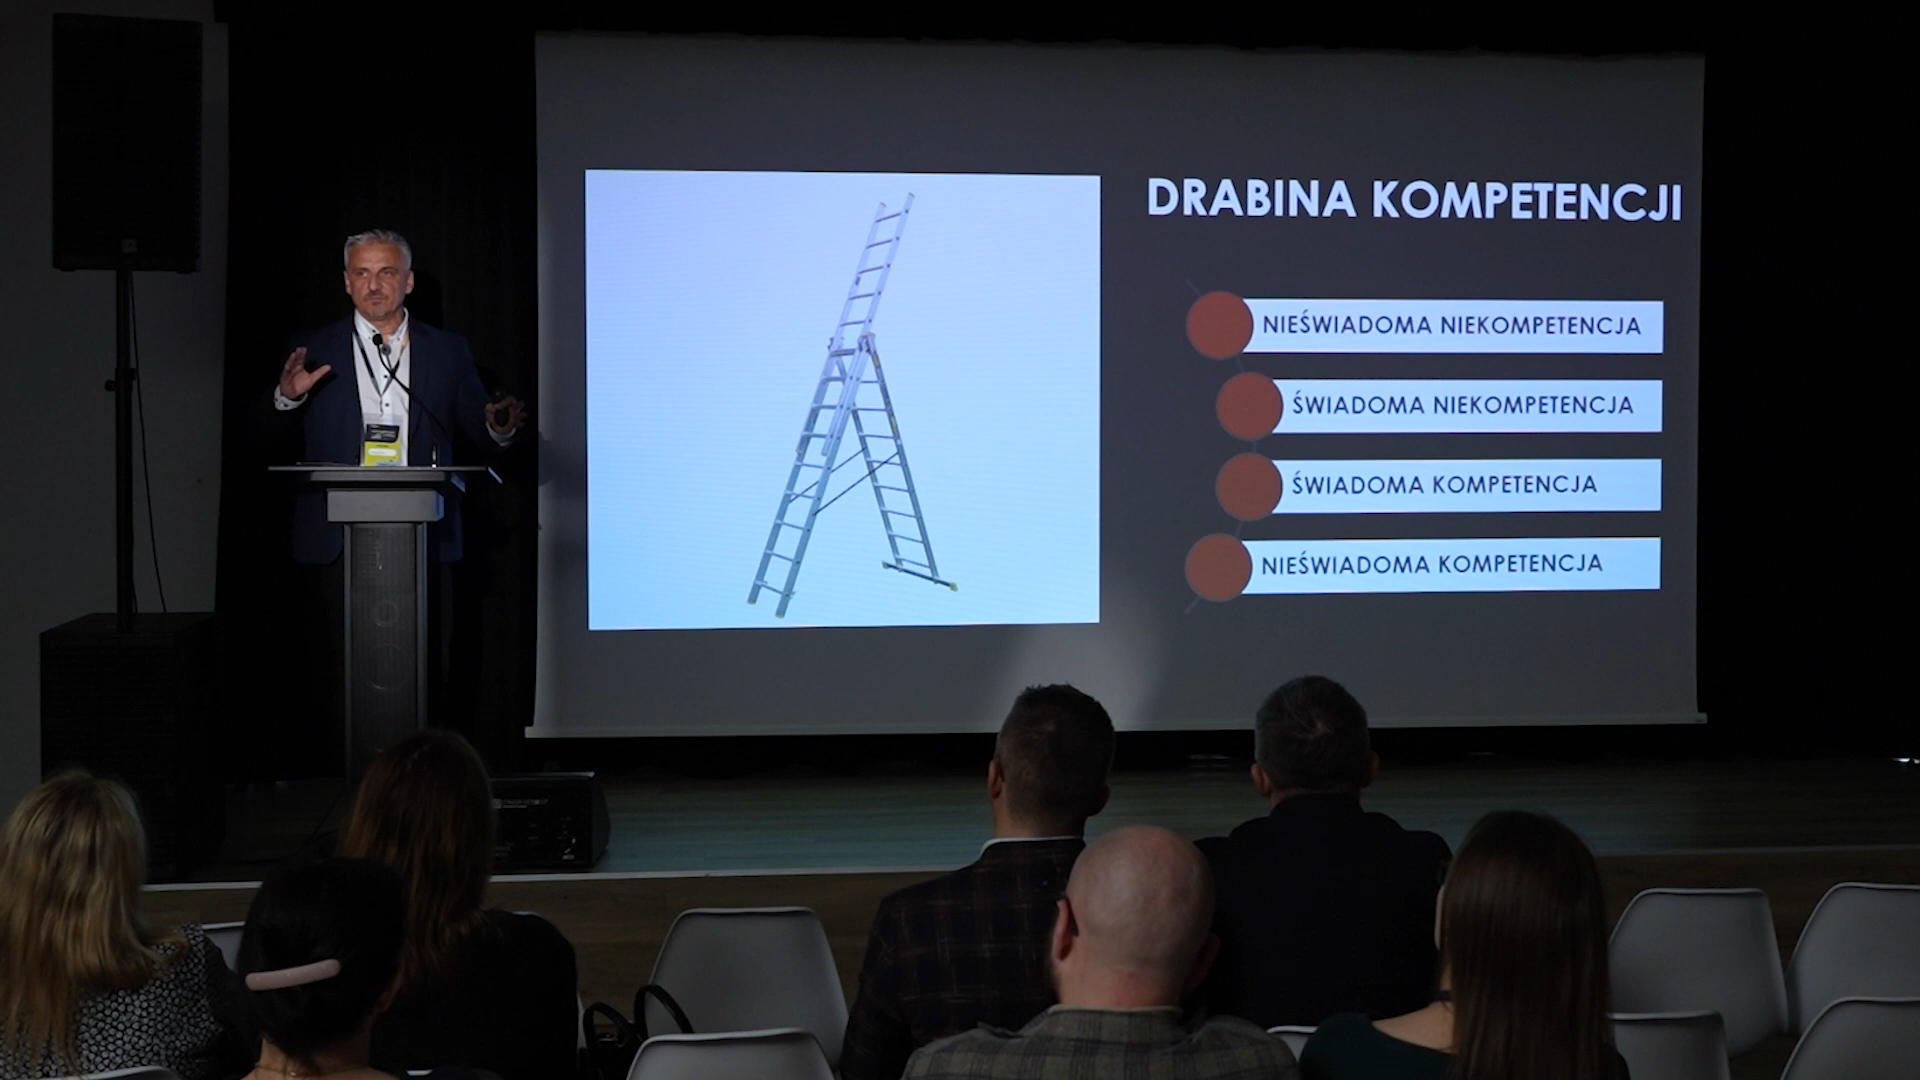 DRABINA KOMPETENCJI
NIEŚWIADOMA NIEKOMPETENCJA
ŚWIADOMA NIEKOMPETENCJA
ŚWIADOMA KOMPETENCJA
NIEŚWIADOMA KOMPETENCJA